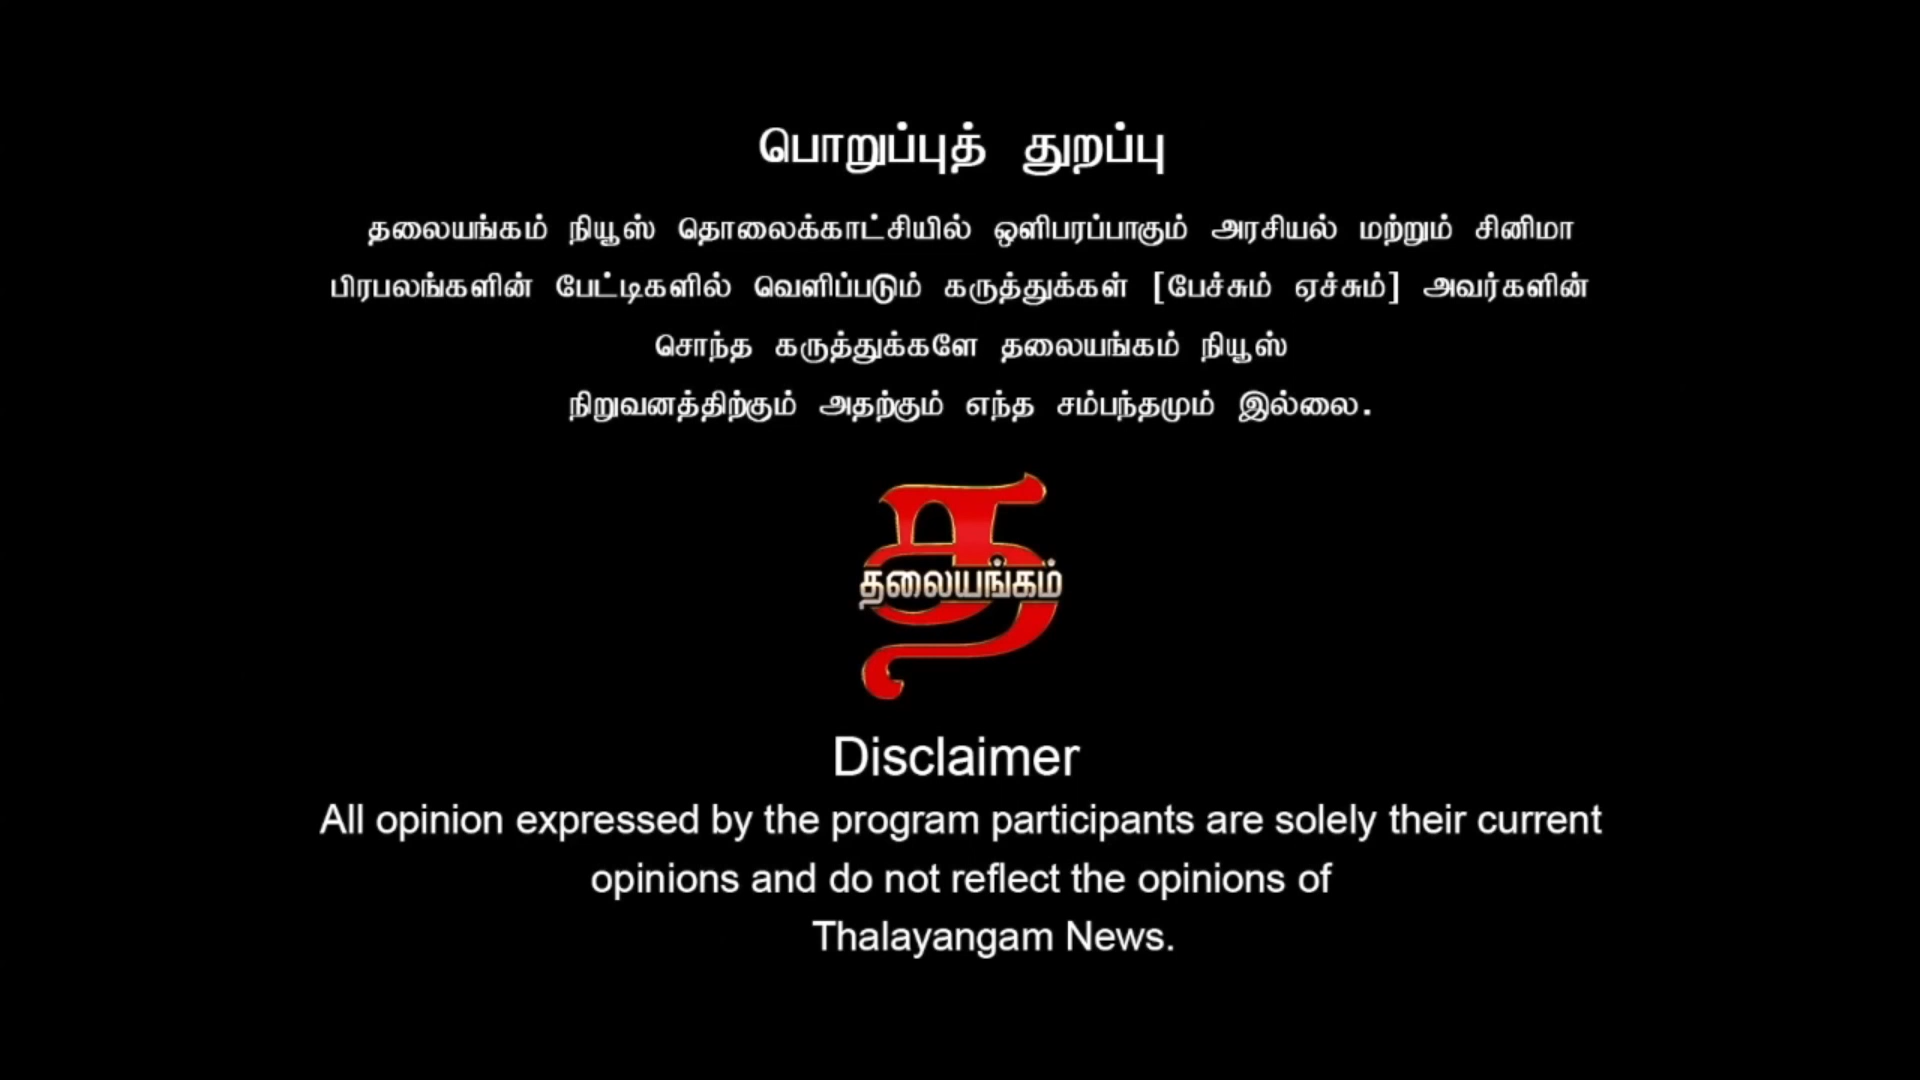 பொறுப்புத் துறப்பு
தலையங்கம் நியூஸ் தொலைக்காட்சியில் ஒளிபரப்பாகும் அரசியல் மற்றும் சினிமா
பிரபலங்களின் பேட்டிகளில் வெளிப்படும் கருத்துக்கள் [பேச்சும் ஏச்சும்] அவர்களின்
சொந்த கருத்துக்களே தலையங்கம் நியூஸ்
நிறுவனத்திற்கும் அதற்கும் எந்த சம்பந்தமும் இல்லை.
த
தலையங்கம்
Disclaimer
All opinion expressed by the program participants are solely their current
opinions and do not reflect the opinions of
Thalayangam News.